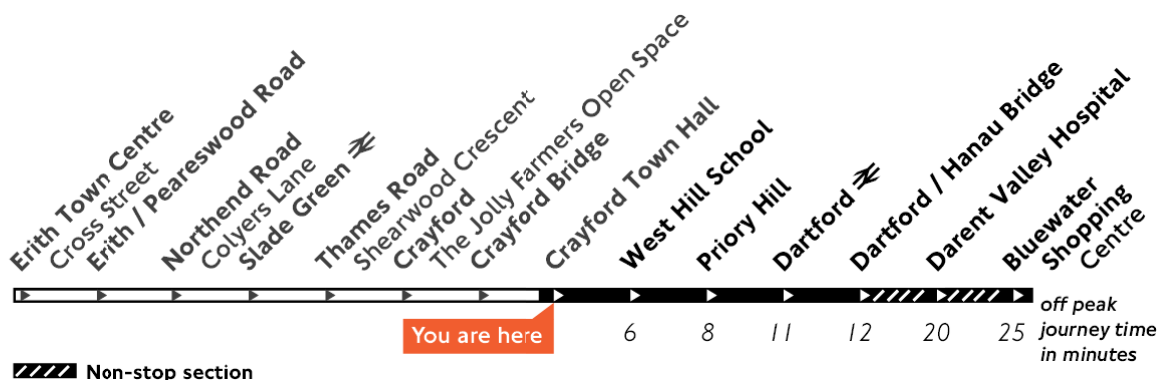 Erith Town Centre
Cross Street
Erith / Peareswood Road
Northend Road
Colyers Lane
Slade Green
Thames Road
Shearwood Crescent
Crayford
The Jolly Farmers Open Space
Crayford Bridge
Crayford Town Hall
West Hill School
Priory Hill
Dartford
Dartford / Hanau Bridge
Darent Valley Hospital
Bluewater
Shopping
Centre
You are here
6
8
11
12
20
25
off peak
journey time
in minutes
Non-stop section